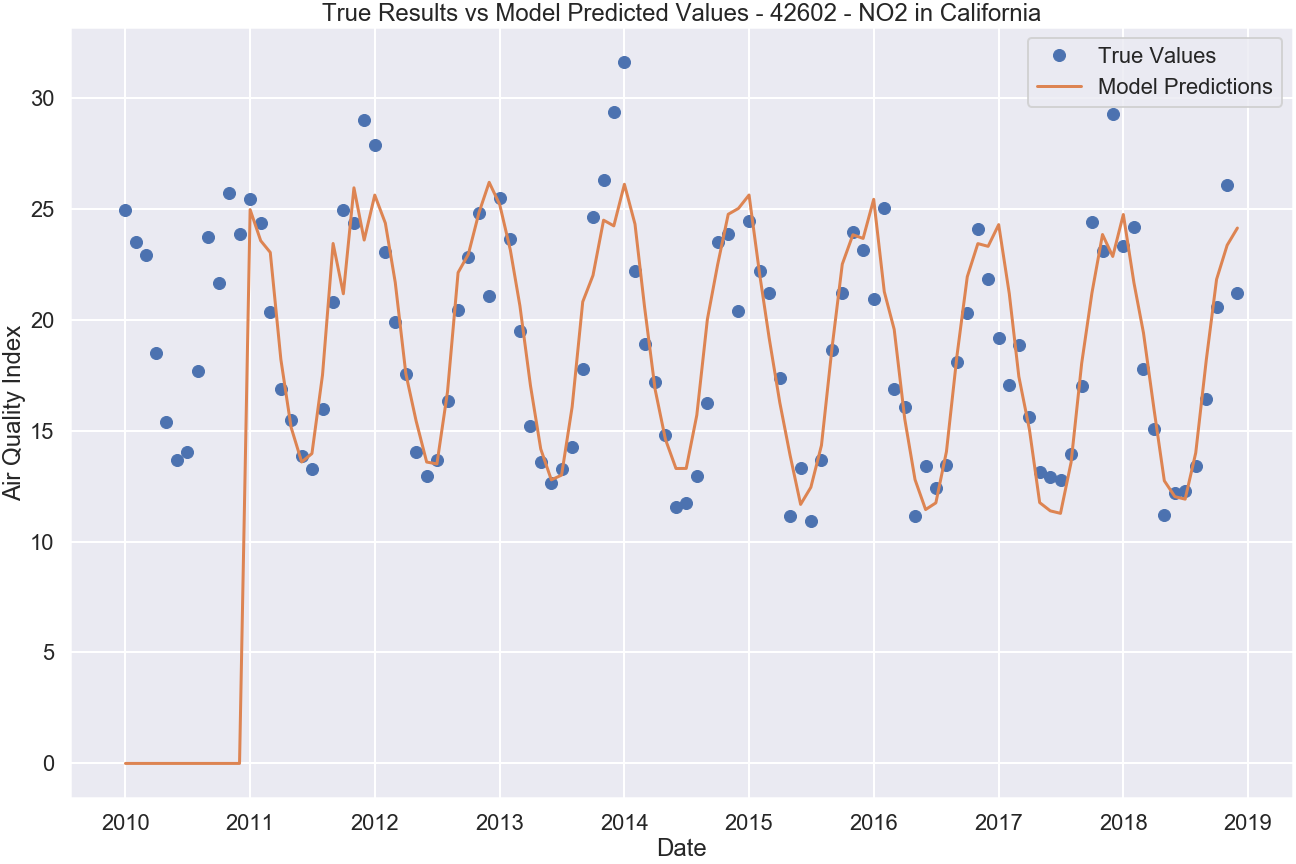 True Results vs Model Predicted Values - 42602 - NO2 in California
True Values
Model Predictions
Air Quality Index
30
25
20
15
10
5
0
2010 2011 2012 2013 2014 2015 2016 2017 2018 2019
Date